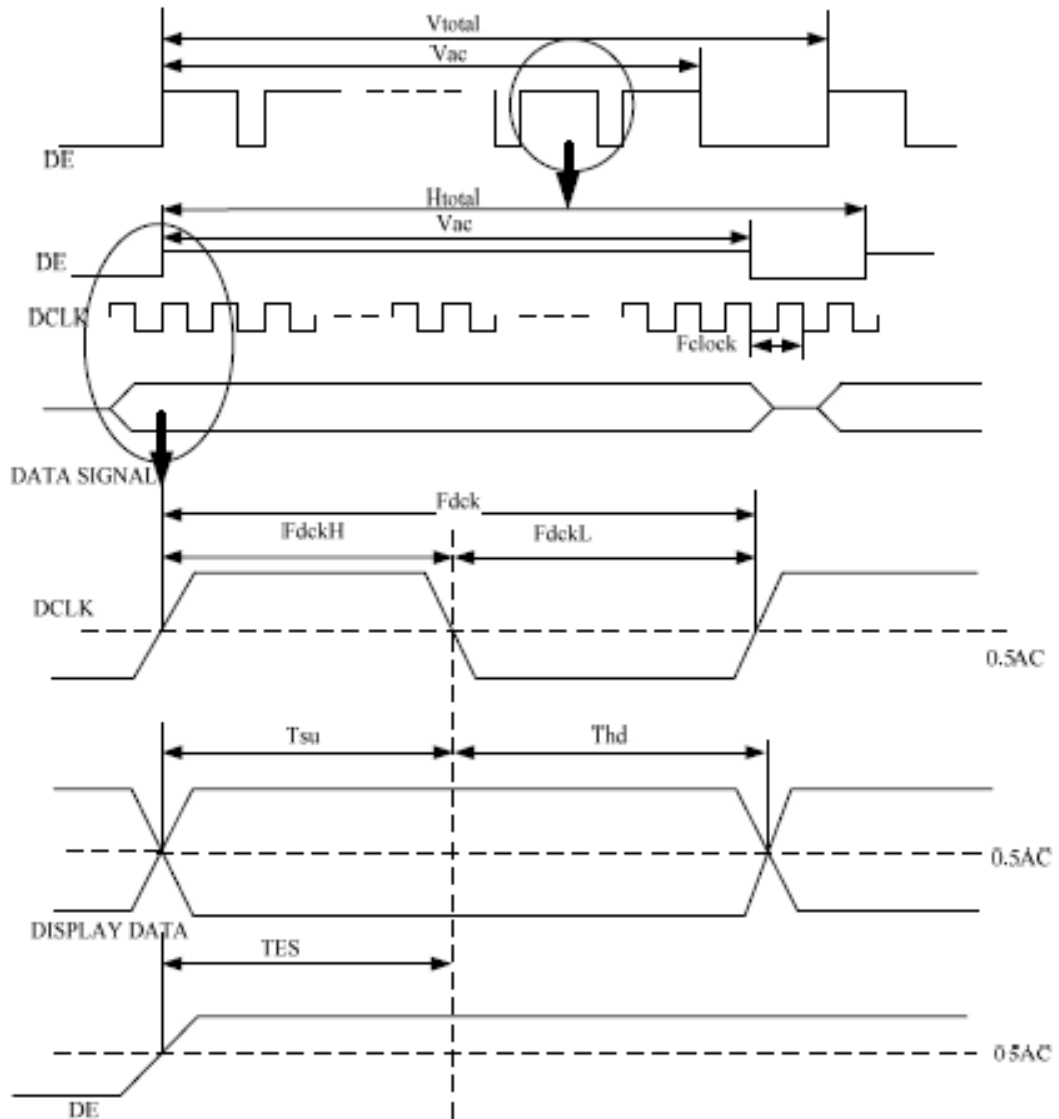 Vtotal
Vac
DE
Htotal
Vac
DE
DCLK
Fclock
DATA SIGNAL
Fdck
FdckH
FdckL
DCLK
0.5AC
Tsu
Thd
0.5AC
DISPLAY DATA
TES
0.5AC
DE